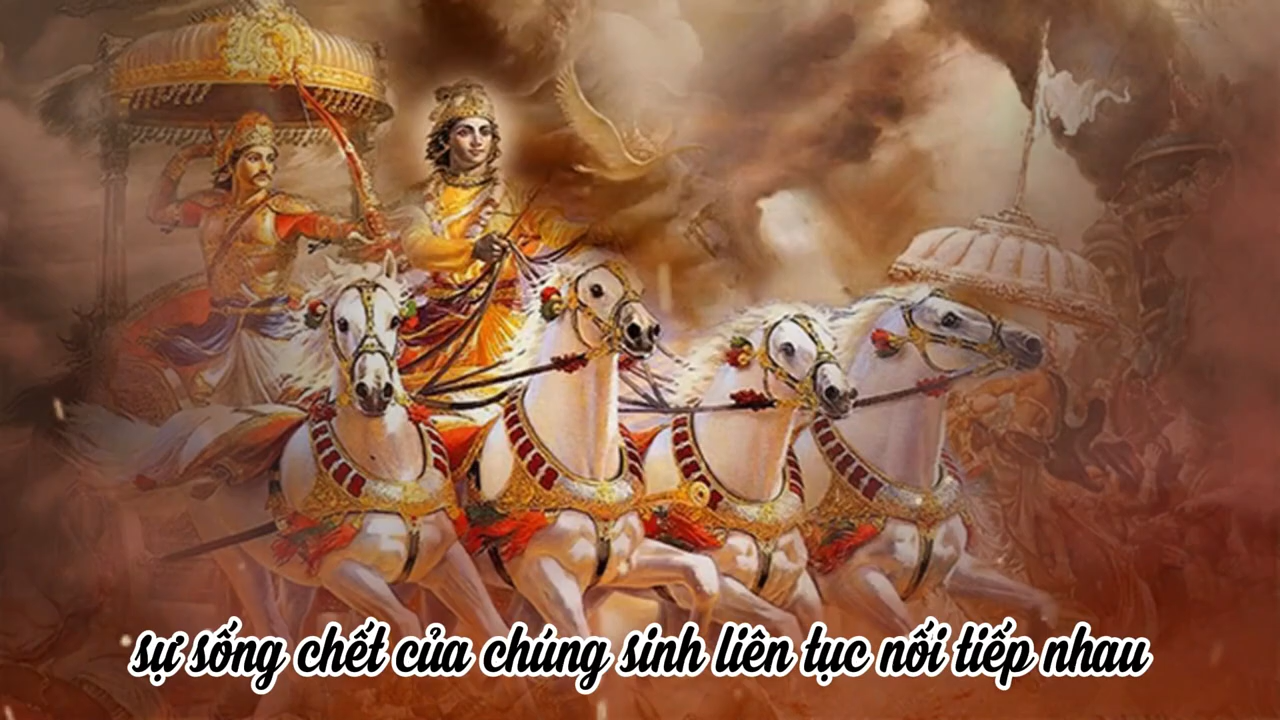 sự sống chết của chúng sinh liên tục nối tiếp nhau